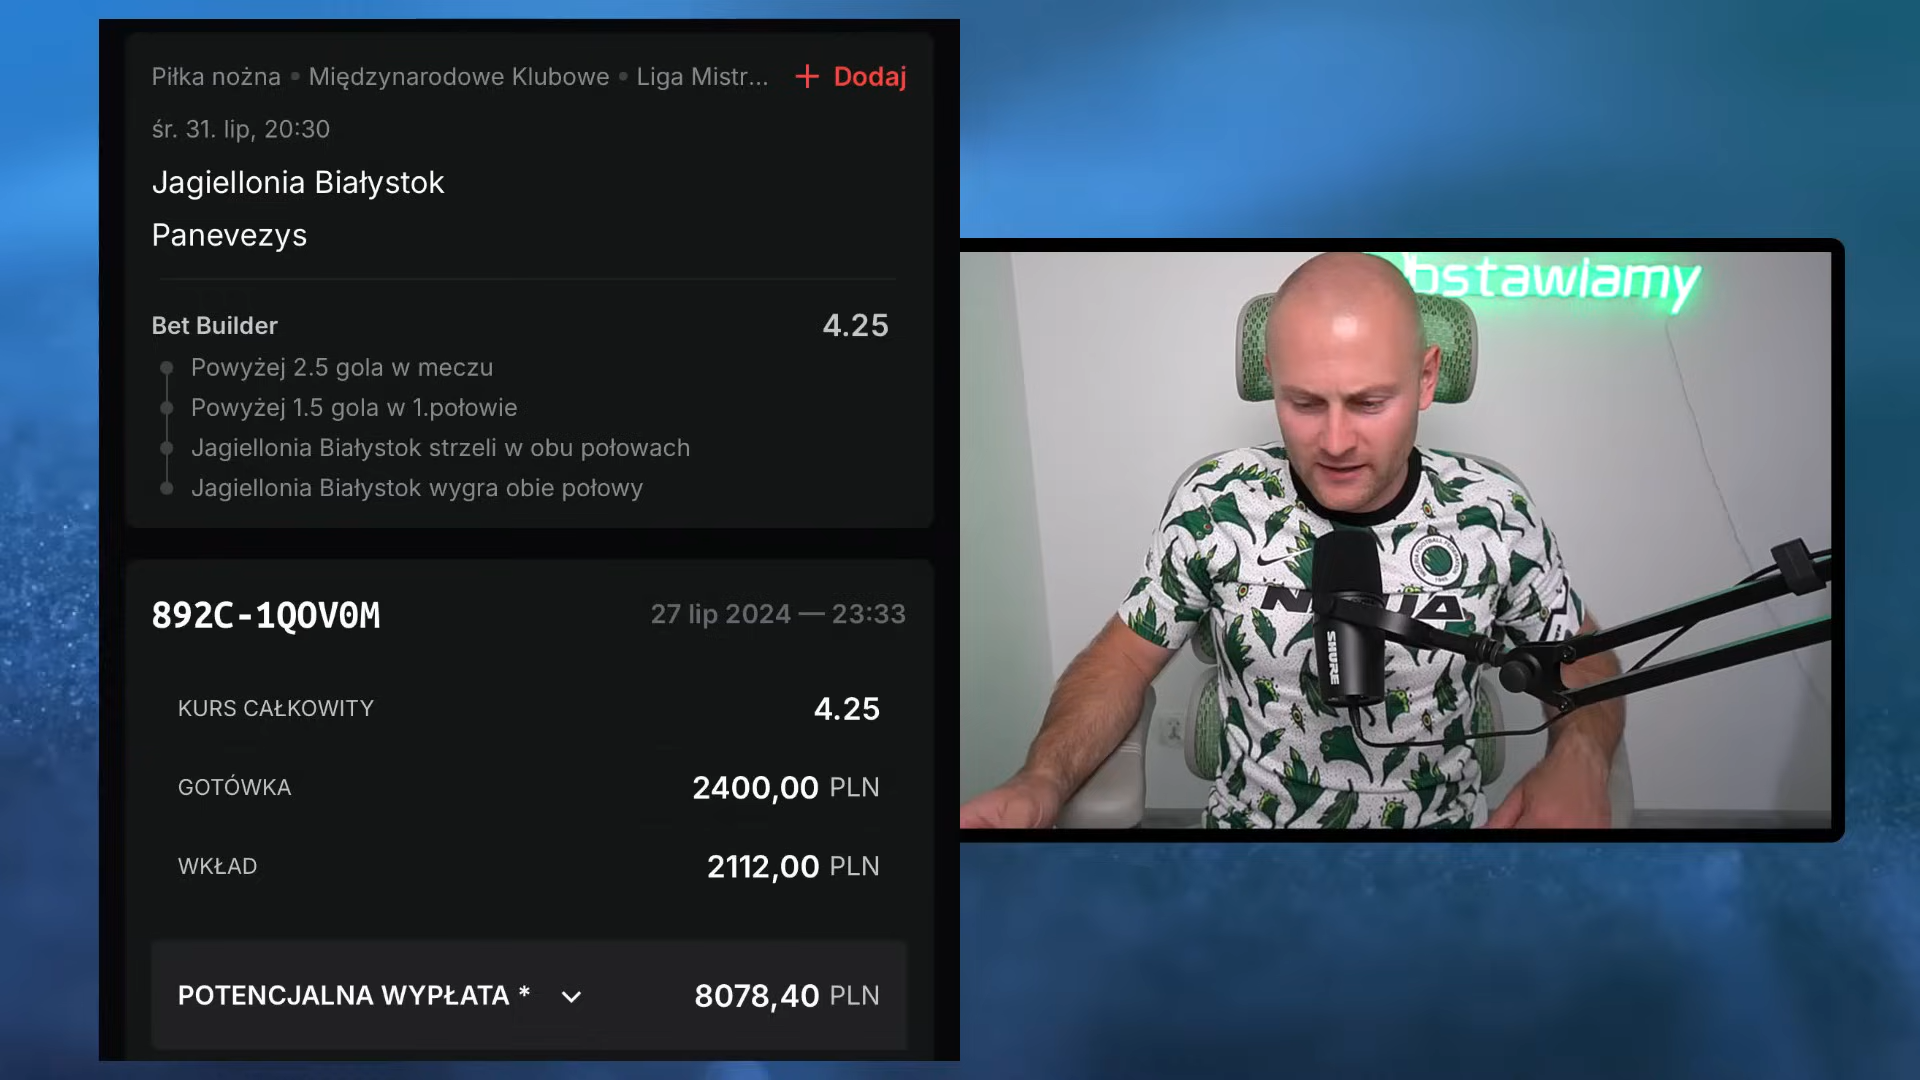 Piłka nożna • Międzynarodowe Klubowe • Liga Mistr... + Dodaj
śr. 31. lip, 20:30
Jagiellonia Białystok
Panevezys
Bet Builder 4.25
Powyżej 2.5 gola w meczu
Powyżej 1.5 gola w 1.połowie
Jagiellonia Białystok strzeli w obu połowach
Jagiellonia Białystok wygra obie połowy
892C-1QOV0M 27 lip 2024 — 23:33
KURS CAŁKOWITY 4.25
GOTÓWKA 2400,00 PLN
WKŁAD 2112,00 PLN
POTENCJALNA WYPŁATA * 8078,40 PLN
bstawiamy
SHURE